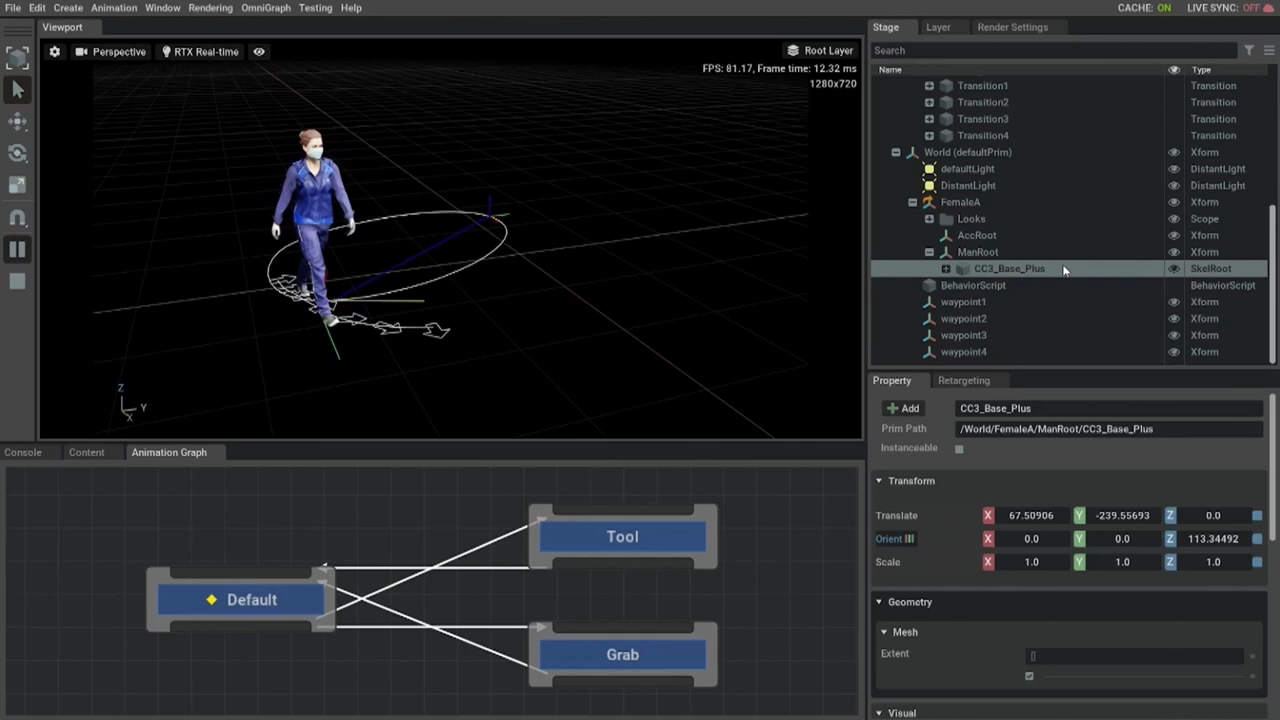 File Edit Create Animation Window Rendering OmniGraph Testing Help CACHE: ON LIVE SYNC: OFF
Viewport
Perspective RTX Real-time Root Layer
FPS: 81.17, Frame time: 12.32 ms
1280x720
Z
Y
X
Stage Layer Render Settings
Search
Name Type
Transition1 Transition
Transition2 Transition
Transition3 Transition
Transition4 Transition
World (defaultPrim) Xform
defaultLight DistantLight
DistantLight DistantLight
FemaleA Xform
Looks Scope
AccRoot Xform
ManRoot Xform
CC3_Base_Plus SkelRoot
BehaviorScript BehaviorScript
waypoint1 Xform
waypoint2 Xform
waypoint3 Xform
waypoint4 Xform
Property Retargeting
Add CC3_Base_Plus
Prim Path /World/FemaleA/ManRoot/CC3_Base_Plus
Instanceable
Transform
Translate X 67.50906 Y -239.55693 Z 0.0
Orient X 0.0 Y 0.0 Z 113.34492
Scale X 1.0 Y 1.0 Z 1.0
Geometry
Mesh
Extent []
Visual
Console Content Animation Graph
Tool
Default
Grab